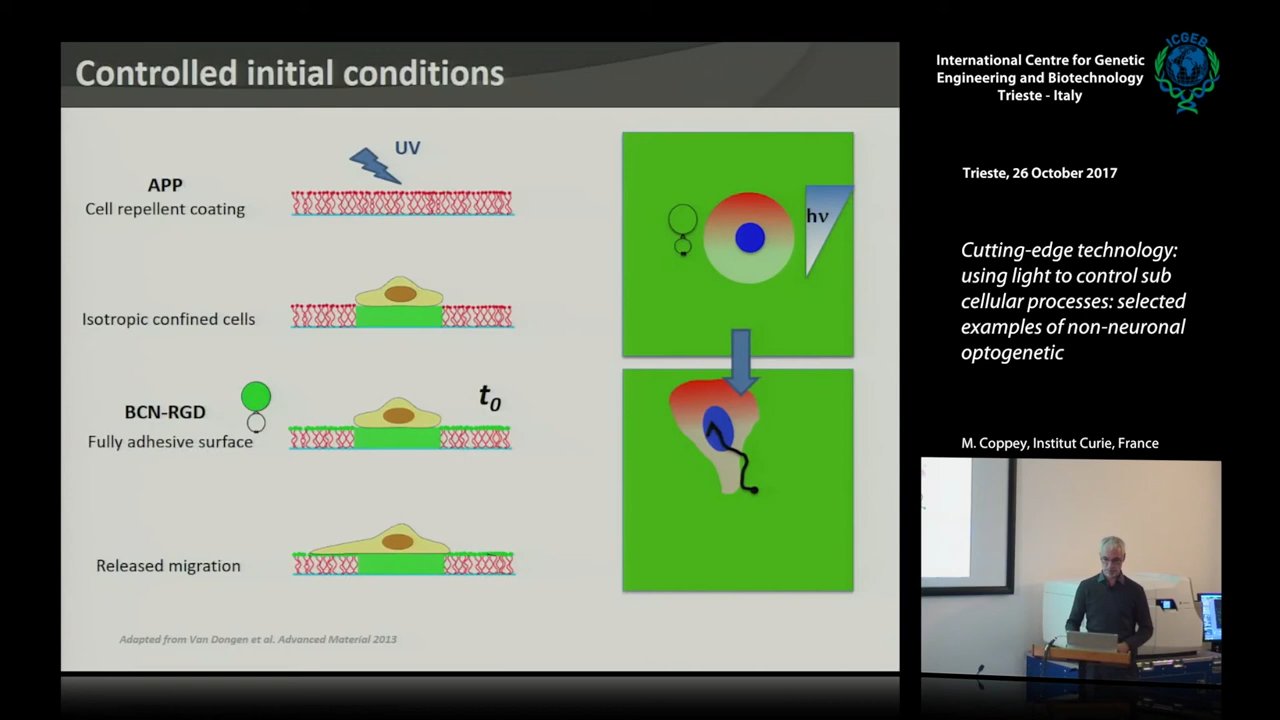 Controlled initial conditions
UV
APP
Cell repellent coating
Isotropic confined cells
BCN-RGD
t0
Fully adhesive surface
Released migration
Adapted from Van Dongen et al. Advanced Material 2013
hν
International Centre for Genetic
Engineering and Biotechnology
Trieste - Italy
ICGEB
Trieste, 26 October 2017
Cutting-edge technology:
using light to control sub
cellular processes: selected
examples of non-neuronal
optogenetic
M. Coppey, Institut Curie, France